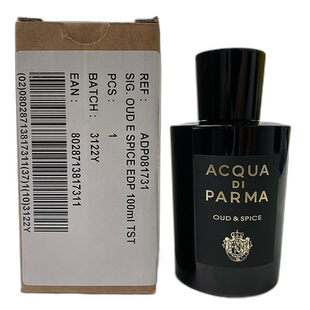 REF : ADP081731
SIG. OUD E SPICE EDP 100ml TST
PCS : 1
BATCH : 3122Y
EAN : 8028713817311
(02)08028713817311(37)1(10)3122Y
ACQUA
DI
PARMA
OUD & SPICE